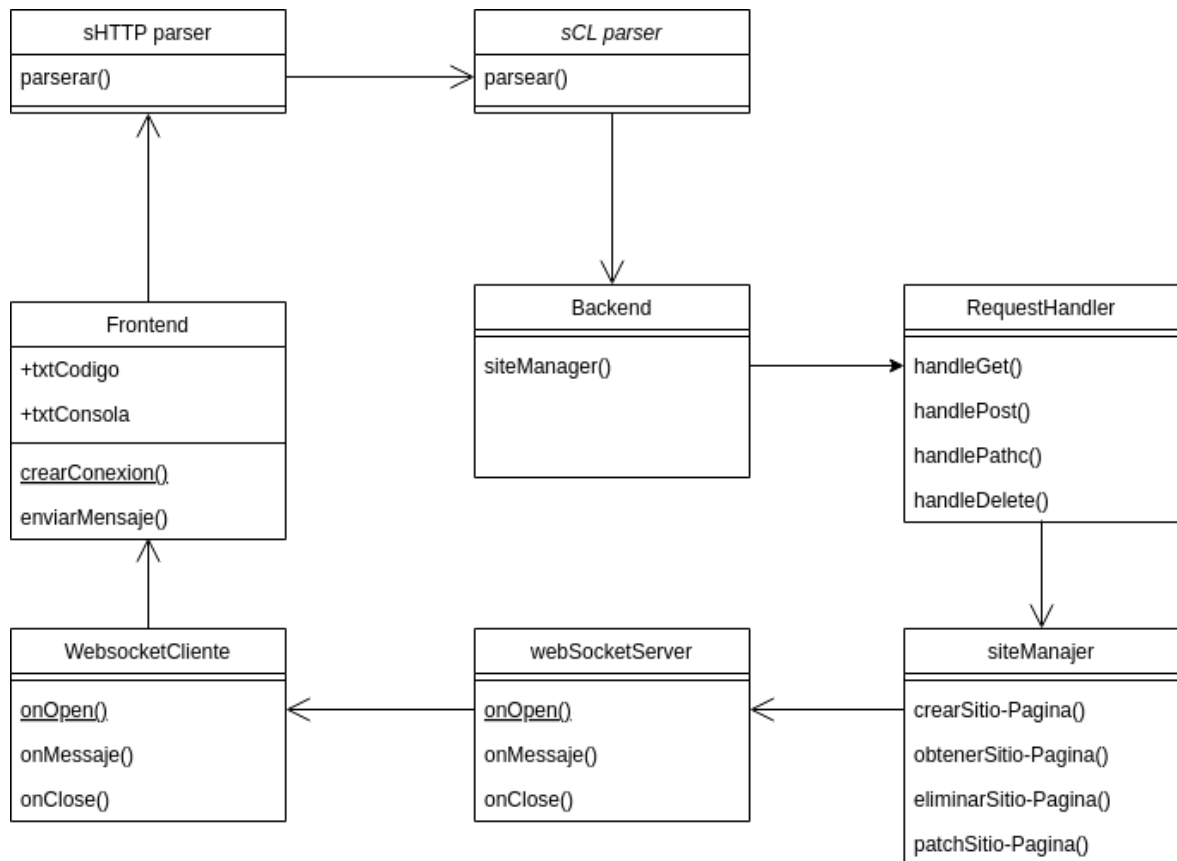 sHTTP parser
parserar()
sCL parser
parsear()
Frontend
+txtCodigo
+txtConsola
crearConexion()
enviarMensaje()
Backend
siteManager()
RequestHandler
handleGet()
handlePost()
handlePathc()
handleDelete()
WebsocketCliente
onOpen()
onMessaje()
onClose()
webSocketServer
onOpen()
onMessaje()
onClose()
siteManajer
crearSitio-Pagina()
obtenerSitio-Pagina()
eliminarSitio-Pagina()
patchSitio-Pagina()